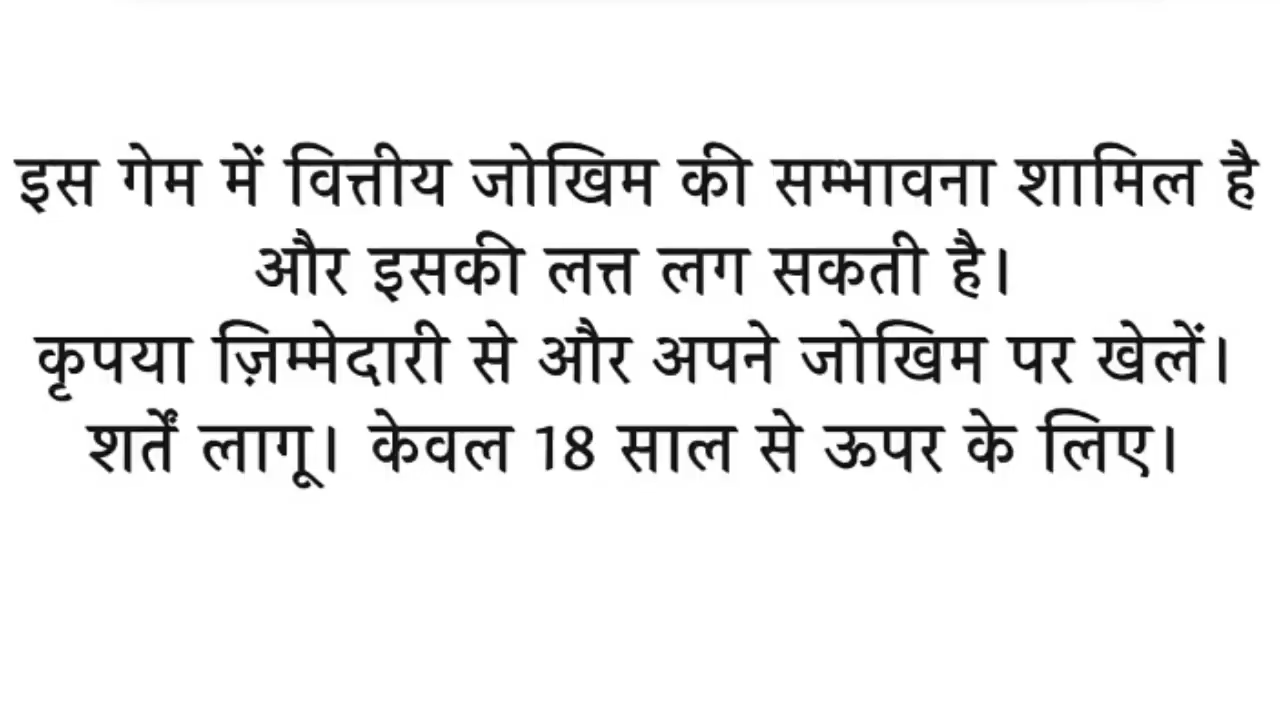 इस गेम में वित्तीय जोखिम की सम्भावना शामिल है
और इसकी लत्त लग सकती है।
कृपया ज़िम्मेदारी से और अपने जोखिम पर खेलें।
शर्तें लागू। केवल 18 साल से ऊपर के लिए।